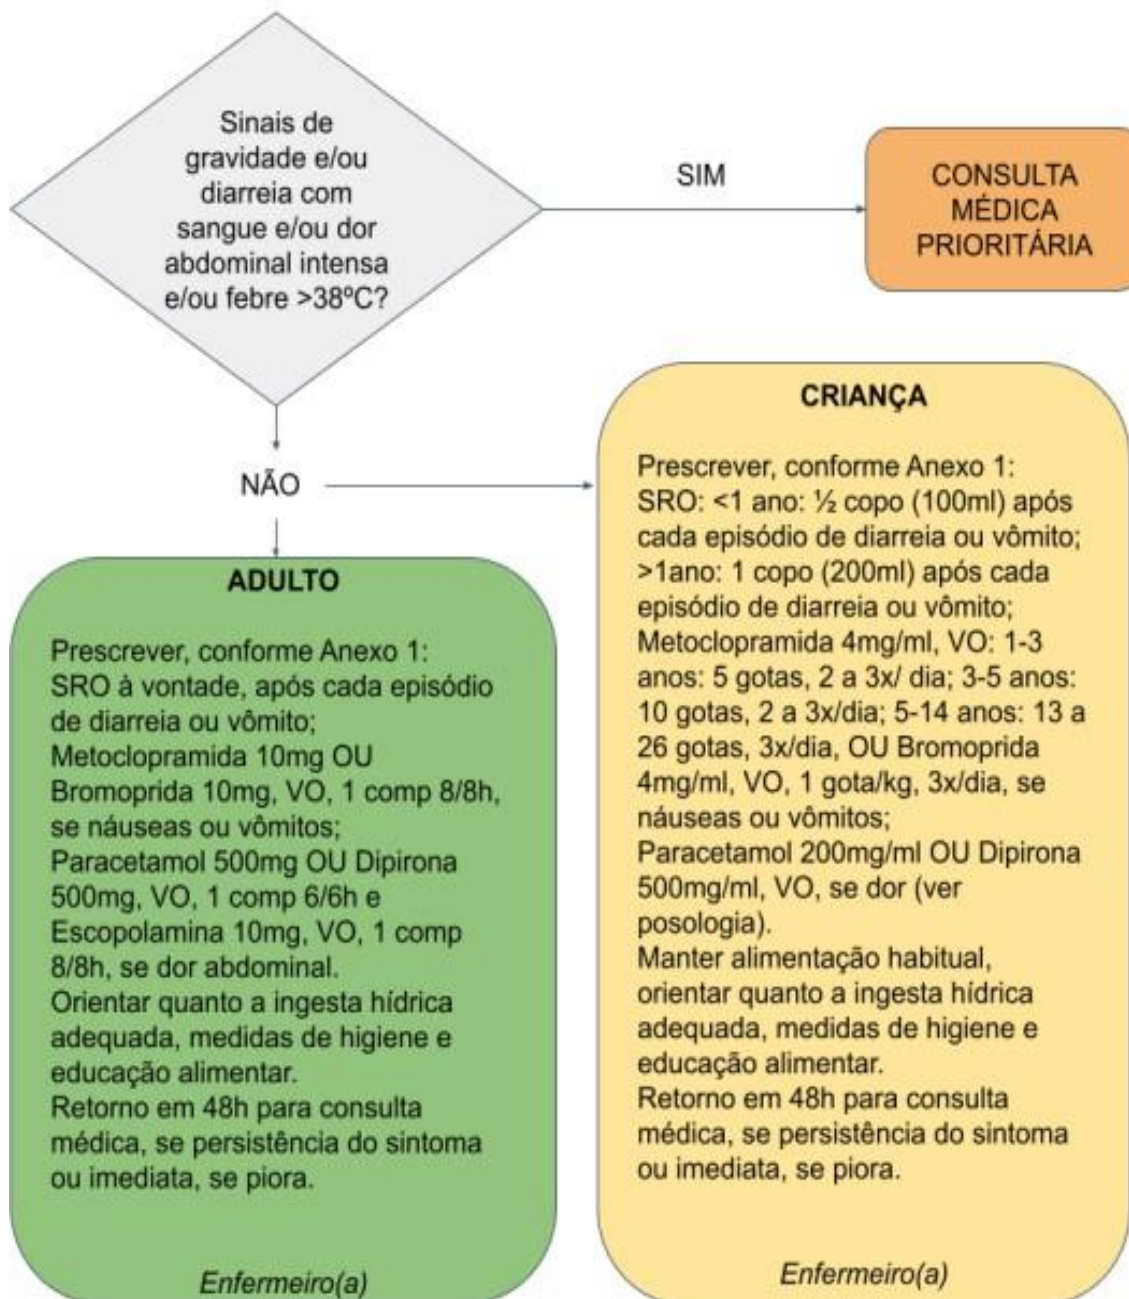 Sinais de
gravidade e/ou
diarreia com
sangue e/ou dor
abdominal intensa
e/ou febre >38ºC?
SIM
CONSULTA
MÉDICA
PRIORITÁRIA
NÃO
ADULTO
Prescrever, conforme Anexo 1:
SRO à vontade, após cada episódio
de diarreia ou vômito;
Metoclopramida 10mg OU
Bromoprida 10mg, VO, 1 comp 8/8h,
se náuseas ou vômitos;
Paracetamol 500mg OU Dipirona
500mg, VO, 1 comp 6/6h e
Escopolamina 10mg, VO, 1 comp
8/8h, se dor abdominal.
Orientar quanto a ingesta hídrica
adequada, medidas de higiene e
educação alimentar.
Retorno em 48h para consulta
médica, se persistência do sintoma
ou imediata, se piora.
Enfermeiro(a)
CRIANÇA
Prescrever, conforme Anexo 1:
SRO: <1 ano: ½ copo (100ml) após
cada episódio de diarreia ou vômito;
>1ano: 1 copo (200ml) após cada
episódio de diarreia ou vômito;
Metoclopramida 4mg/ml, VO: 1-3
anos: 5 gotas, 2 a 3x/ dia; 3-5 anos:
10 gotas, 2 a 3x/dia; 5-14 anos: 13 a
26 gotas, 3x/dia, OU Bromoprida
4mg/ml, VO, 1 gota/kg, 3x/dia, se
náuseas ou vômitos;
Paracetamol 200mg/ml OU Dipirona
500mg/ml, VO, se dor (ver
posologia).
Manter alimentação habitual,
orientar quanto a ingesta hídrica
adequada, medidas de higiene e
educação alimentar.
Retorno em 48h para consulta
médica, se persistência do sintoma
ou imediata, se piora.
Enfermeiro(a)